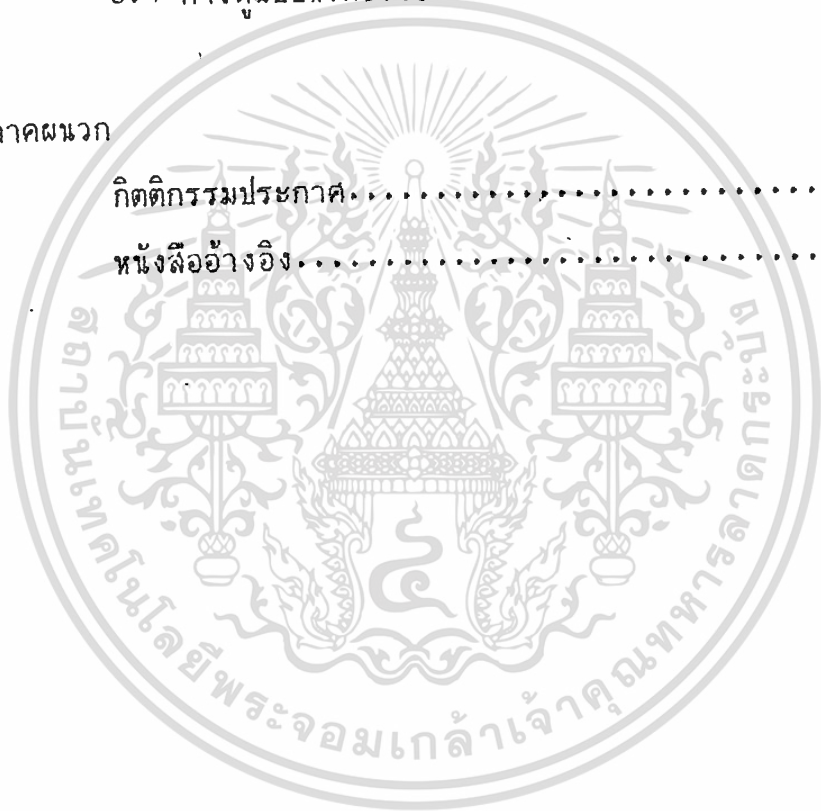 ภาคผนวก
กิตติกรรมประกาศ
หนังสืออ้างอิง
สถาบันเทคโนโลยีพระจอมเกล้าเจ้าคุณทหารลาดกระบัง
๔